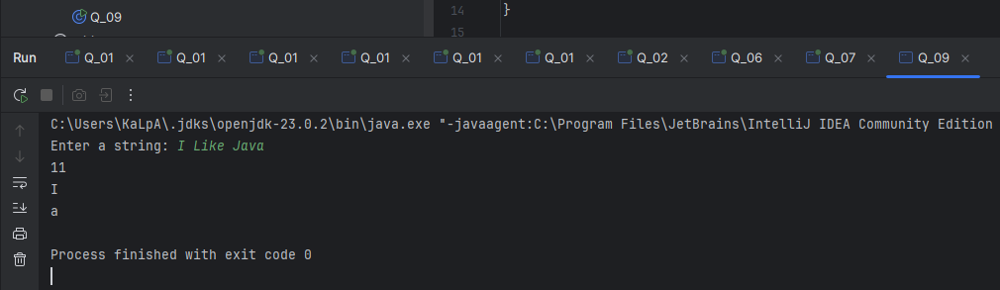 Q_09
14 }
15
Run Q_01 Q_01 Q_01 Q_01 Q_01 Q_01 Q_02 Q_06 Q_07 Q_09
C:\Users\KaLpA\.jdks\openjdk-23.0.2\bin\java.exe "-javaagent:C:\Program Files\JetBrains\IntelliJ IDEA Community Edition
Enter a string: I Like Java
11
I
a
Process finished with exit code 0